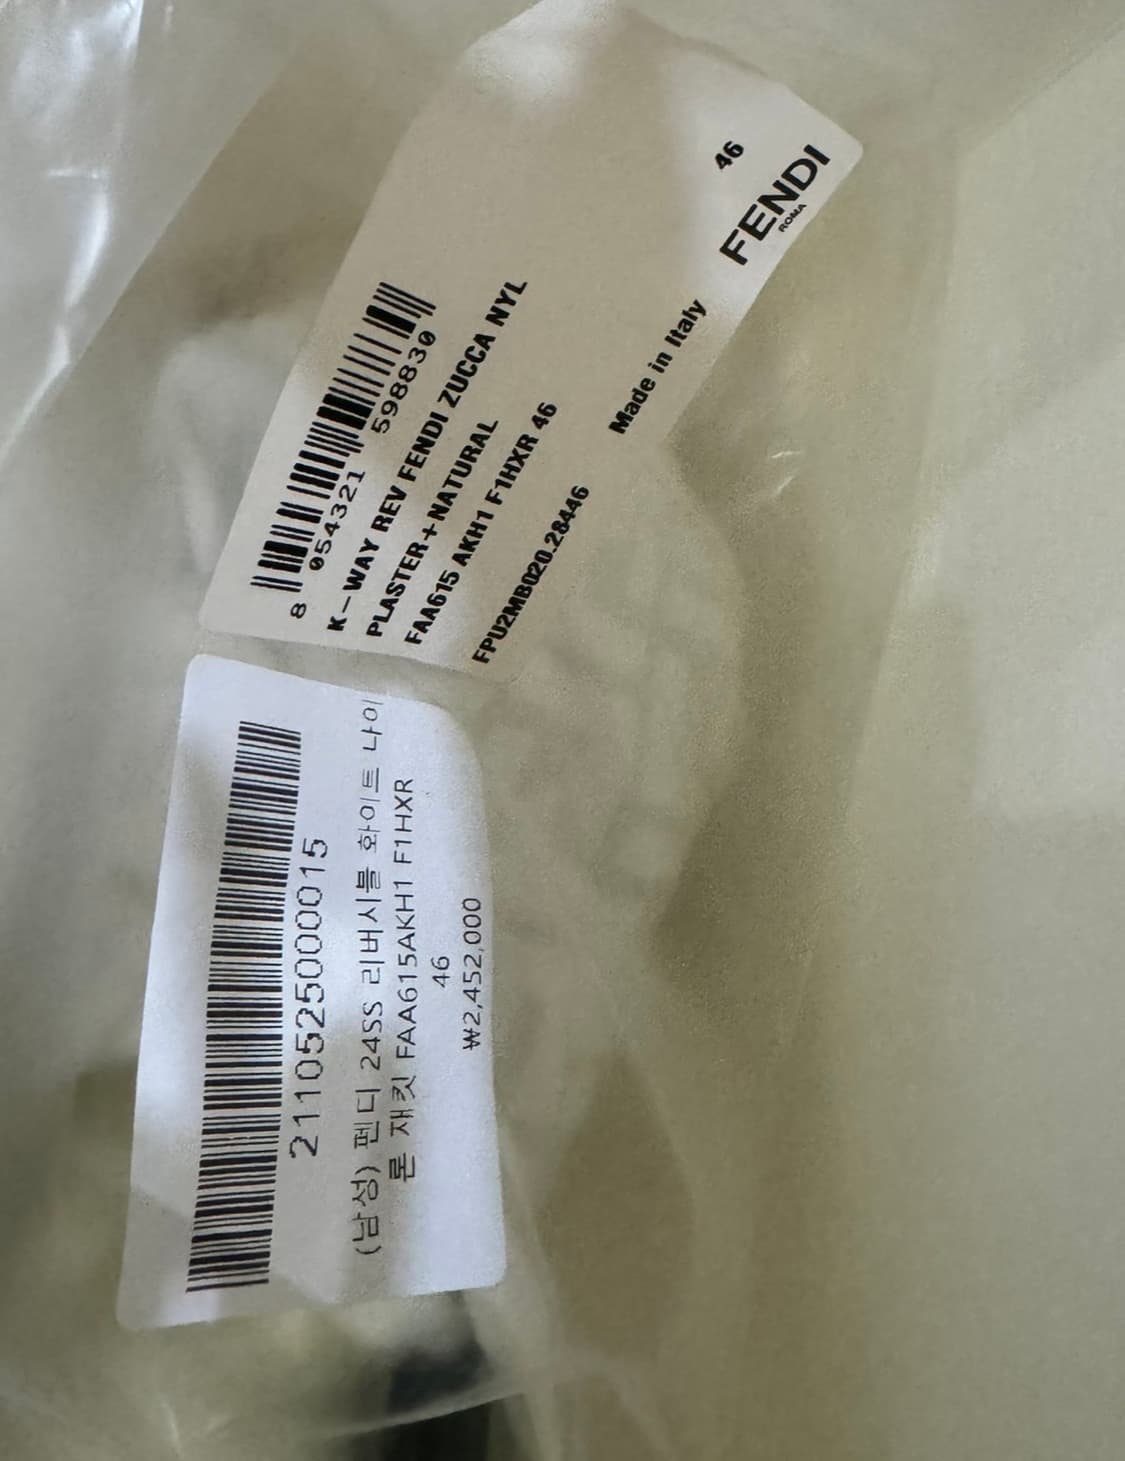 46
FENDI
ROMA
Made in Italy
8 054321 598830
K-WAY REV FENDI ZUCCA NYL
PLASTER+NATURAL
FAA615 AKH1 F1HXR 46
FPU2MB020.28446
2110525000015
(남성) 펜디 24SS 리버시블 화이트 나이
론 재킷 FAA615AKH1 F1HXR
46
₩2,452,000